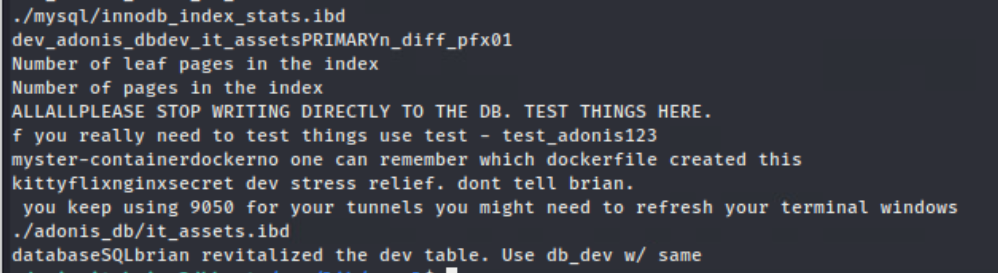 ./mysql/innodb_index_stats.ibd
dev_adonis_dbdev_it_assetsPRIMARYn_diff_pfx01
Number of leaf pages in the index
Number of pages in the index
ALLALLPLEASE STOP WRITING DIRECTLY TO THE DB. TEST THINGS HERE.
f you really need to test things use test - test_adonis123
myster-containerdockerno one can remember which dockerfile created this
kittyflixnginxsecret dev stress relief. dont tell brian.
you keep using 9050 for your tunnels you might need to refresh your terminal windows
./adonis_db/it_assets.ibd
databaseSQLbrian revitalized the dev table. Use db_dev w/ same